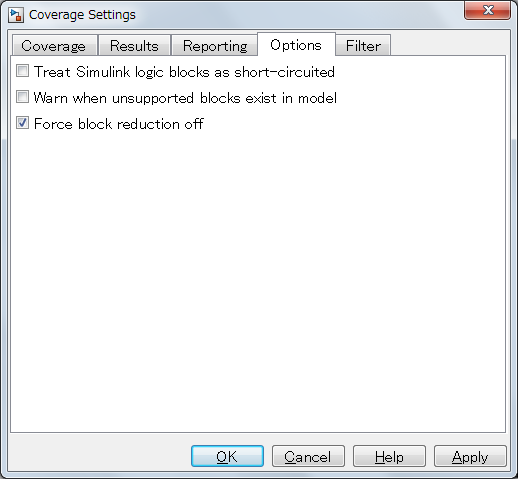 Coverage Settings
Coverage Results Reporting Options Filter
Treat Simulink logic blocks as short-circuited
Warn when unsupported blocks exist in model
Force block reduction off
OK Cancel Help Apply